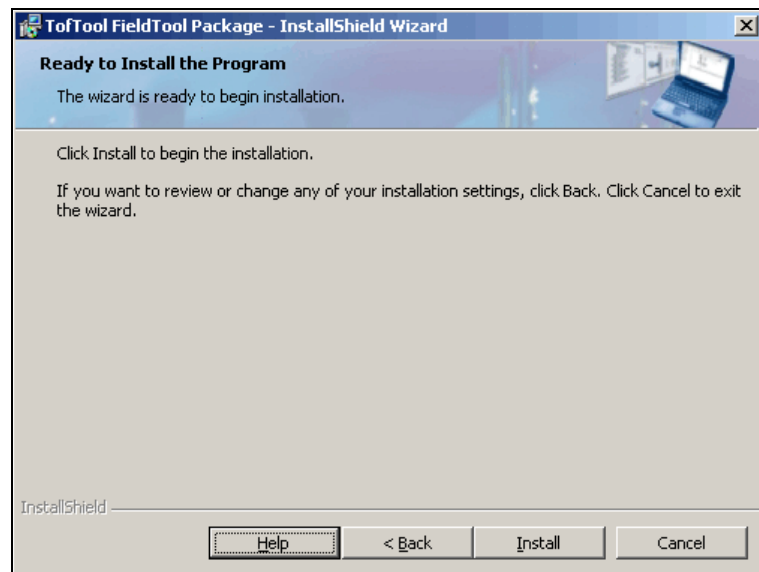 TofTool FieldTool Package - InstallShield Wizard
Ready to Install the Program
The wizard is ready to begin installation.
Click Install to begin the installation.
If you want to review or change any of your installation settings, click Back. Click Cancel to exit
the wizard.
InstallShield
Help
< Back
Install
Cancel